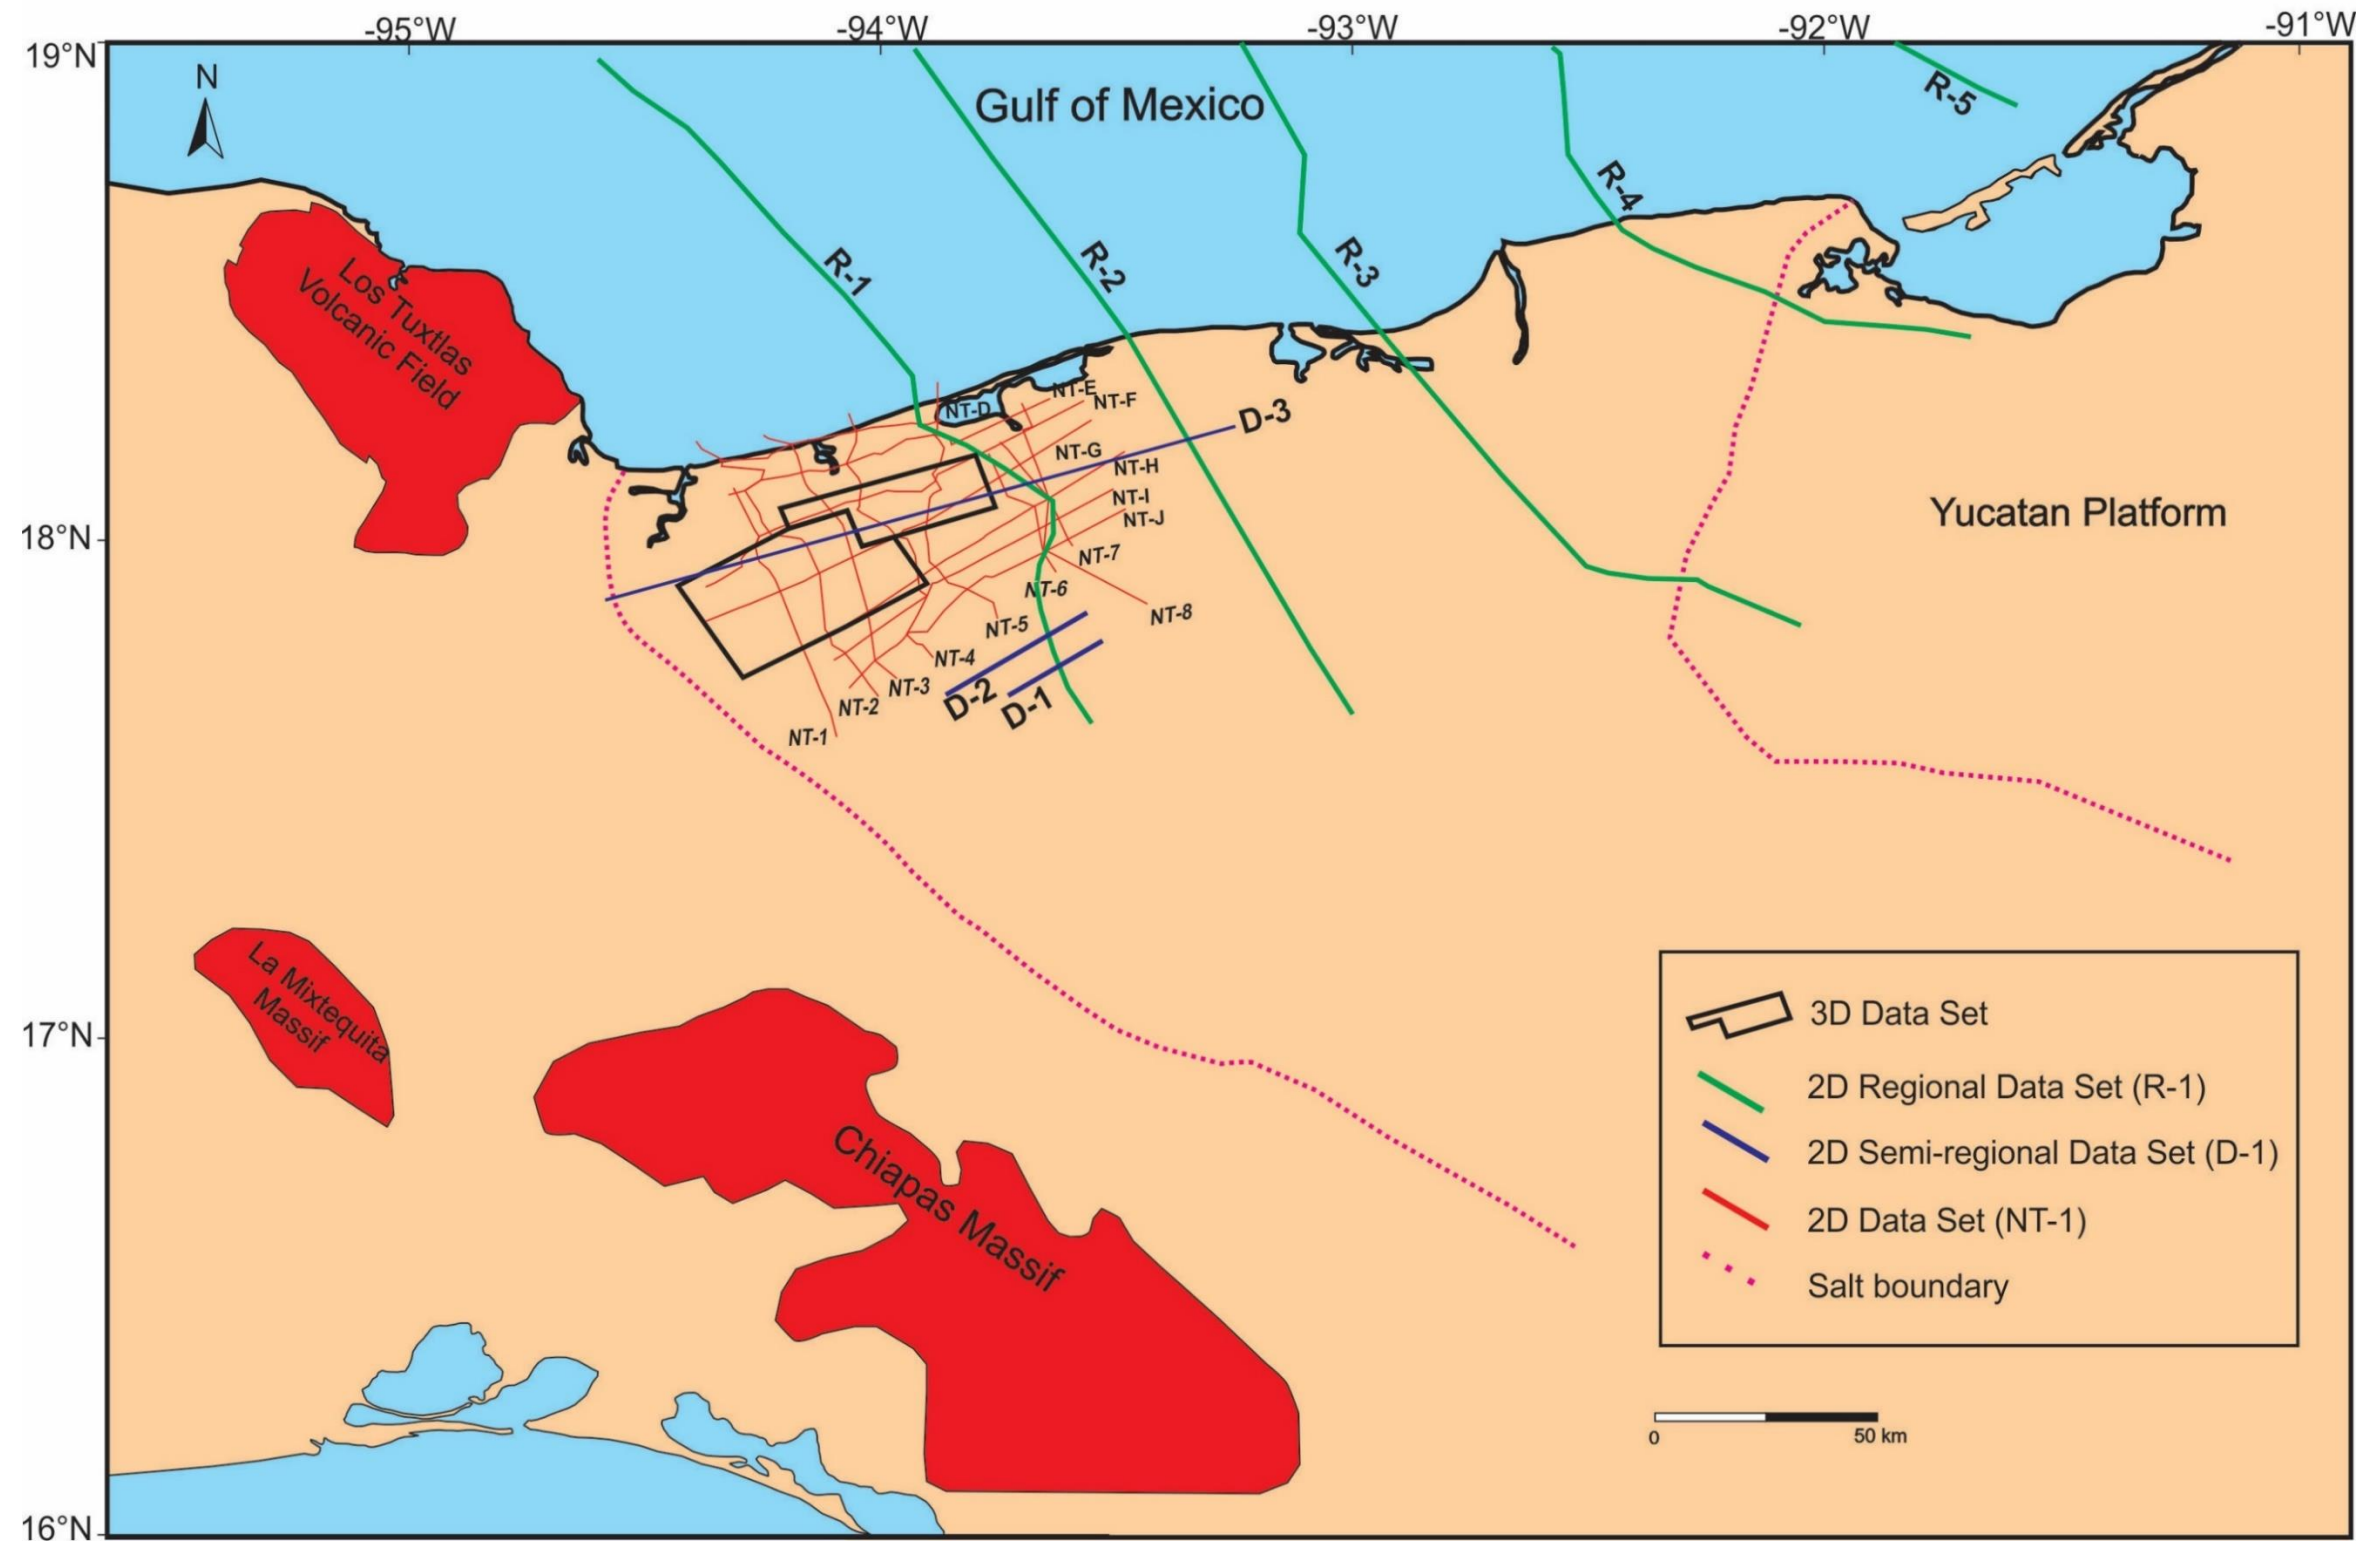 -95°W
-94°W
-93°W
-92°W
-91°W
19°N
N
Gulf of Mexico
R-5
R-4
R-1
R-2
R-3
Los Tuxtlas
Volcanic Field
NT-E
NT-F
NT-D
D-3
NT-G
NT-H
NT-I
NT-J
Yucatan Platform
18°N
NT-7
NT-6
NT-8
NT-5
NT-4
NT-3
NT-2
NT-1
D-2
D-1
La Mixtequita
Massif
17°N
3D Data Set
2D Regional Data Set (R-1)
2D Semi-regional Data Set (D-1)
2D Data Set (NT-1)
Salt boundary
Chiapas Massif
0
50 km
16°N